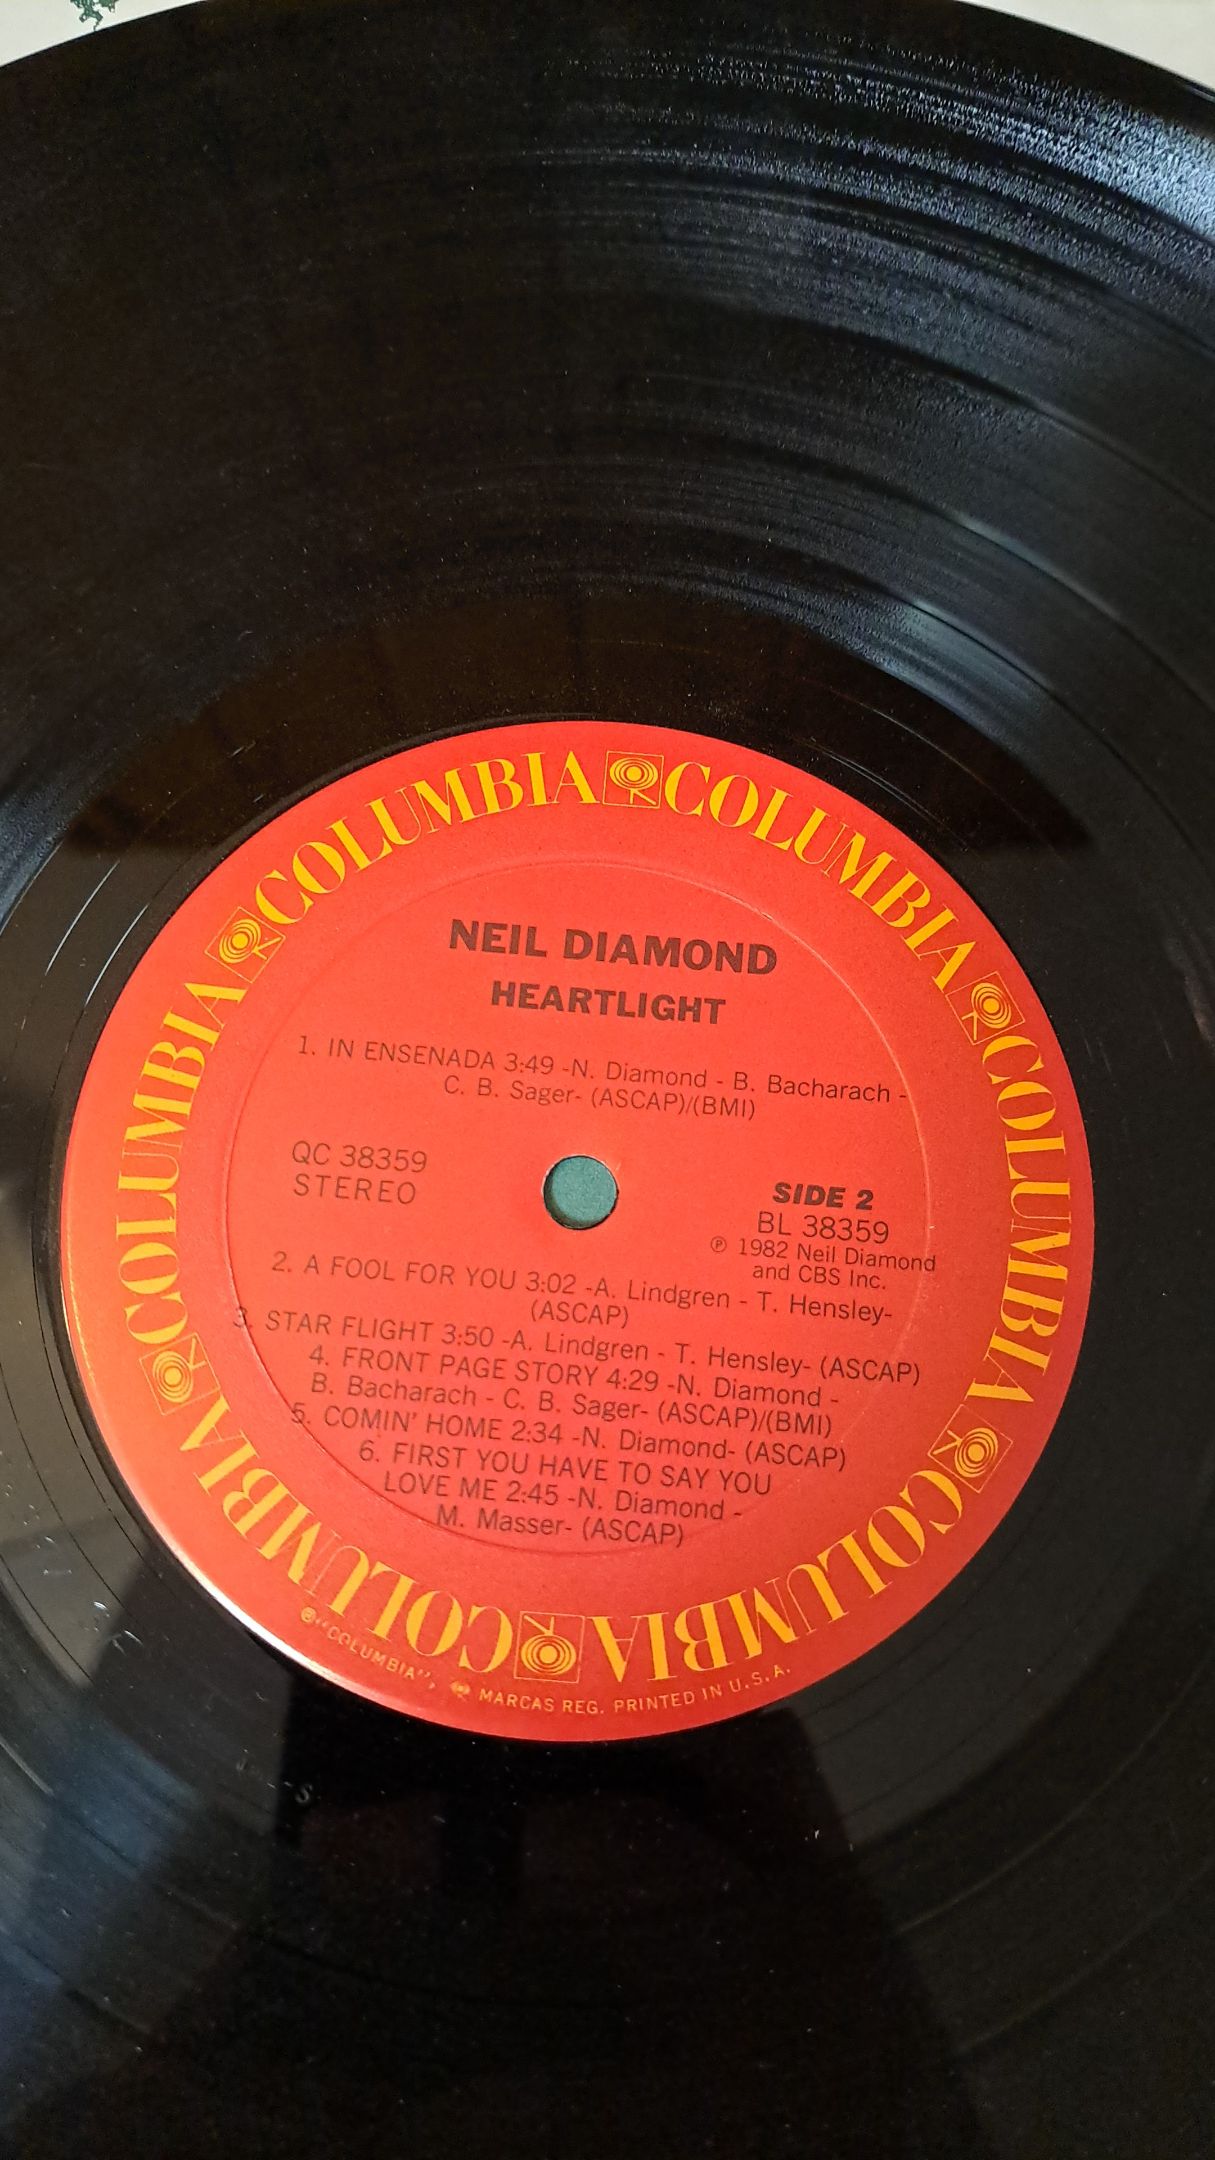 COLUMBIA COLUMBIA COLUMBIA COLUMBIA COLUMBIA COLUMBIA
NEIL DIAMOND
HEARTLIGHT
1. IN ENSENADA 3:49 -N. Diamond - B. Bacharach -
C. B. Sager- (ASCAP)/(BMI)
QC 38359
STEREO
SIDE 2
BL 38359
℗ 1982 Neil Diamond
and CBS Inc.
2. A FOOL FOR YOU 3:02 -A. Lindgren - T. Hensley-
(ASCAP)
3. STAR FLIGHT 3:50 -A. Lindgren - T. Hensley- (ASCAP)
4. FRONT PAGE STORY 4:29 -N. Diamond -
B. Bacharach - C. B. Sager- (ASCAP)/(BMI)
5. COMIN' HOME 2:34 -N. Diamond- (ASCAP)
6. FIRST YOU HAVE TO SAY YOU
LOVE ME 2:45 -N. Diamond -
M. Masser- (ASCAP)
® "COLUMBIA", MARCAS REG. PRINTED IN U.S.A.